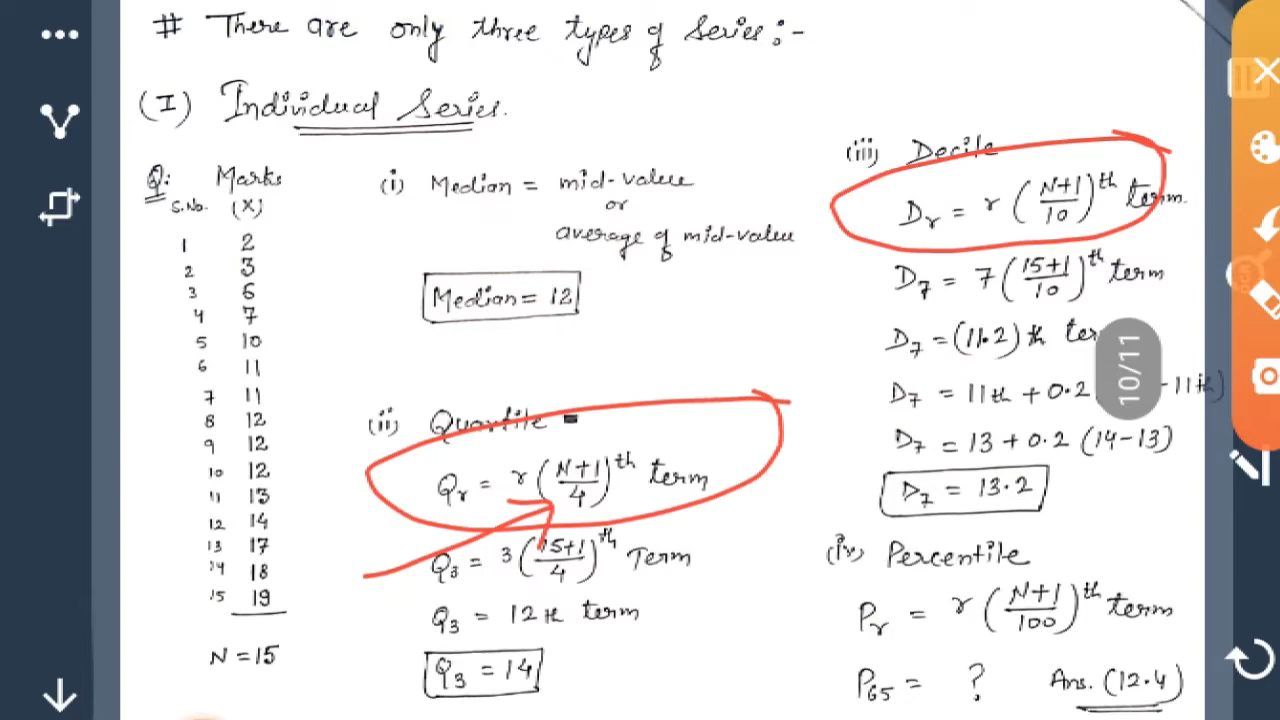 # There are only three types of Series:-
(I) Individual Series.
Q: Marks
S.No. (X)
1 2
2 3
3 6
4 7
5 10
6 11
7 11
8 12
9 12
10 12
11 13
12 14
13 17
14 18
15 19
N = 15
(i) Median = mid-value
or
average of mid-value
Median = 12
(ii) Quartile =
Qr = r (N+1/4)th term
Q3 = 3 (15+1/4)th Term
Q3 = 12th term
Q3 = 14
(iii) Decile
Dr = r (N+1/10)th term.
D7 = 7 (15+1/10)th term
D7 = (11.2)th
D7 = 11th + 0.2 -11th)
D7 = 13 + 0.2 (14-13)
D7 = 13.2
(iv) Percentile
Pr = r (N+1/100)th term
P65 = ? Ans. (12.4)
10/11